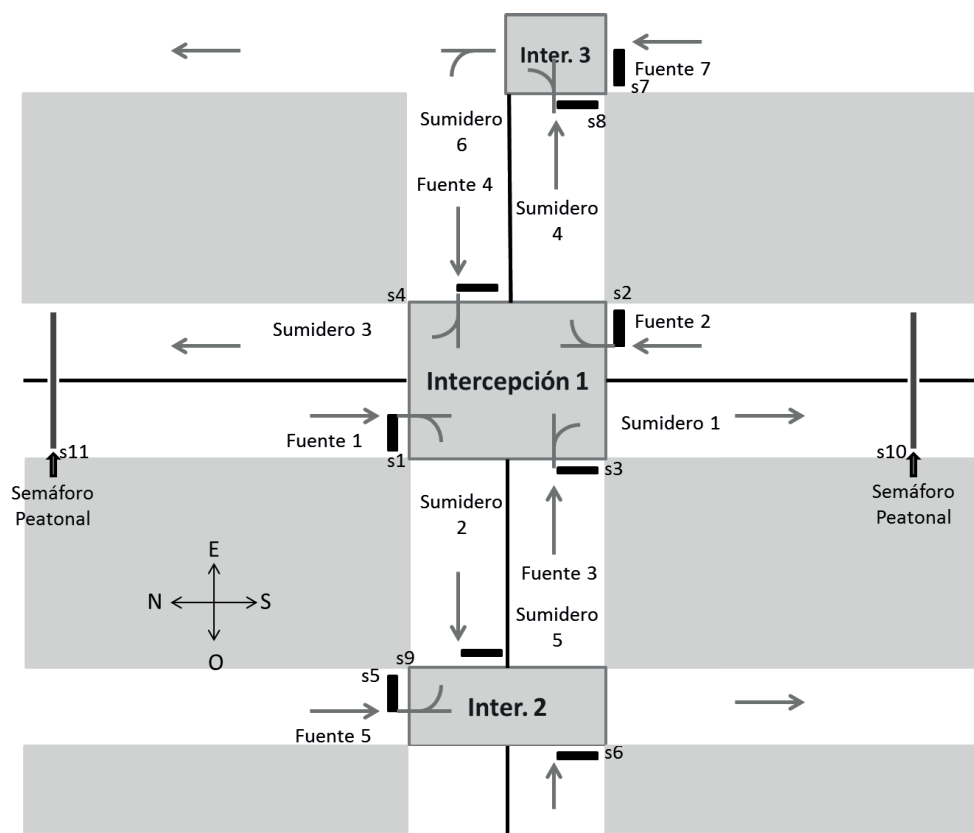 Inter. 3
Fuente 7
s7
s8
Sumidero
6
Fuente 4
Sumidero
4
s4
s2
Sumidero 3
Fuente 2
Intercepción 1
Fuente 1
s1
Sumidero 1
s11
s10
s3
Semáforo
Peatonal
Semáforo
Peatonal
Sumidero
2
Fuente 3
E
N
S
O
Sumidero
5
s9
s5
Inter. 2
Fuente 5
s6